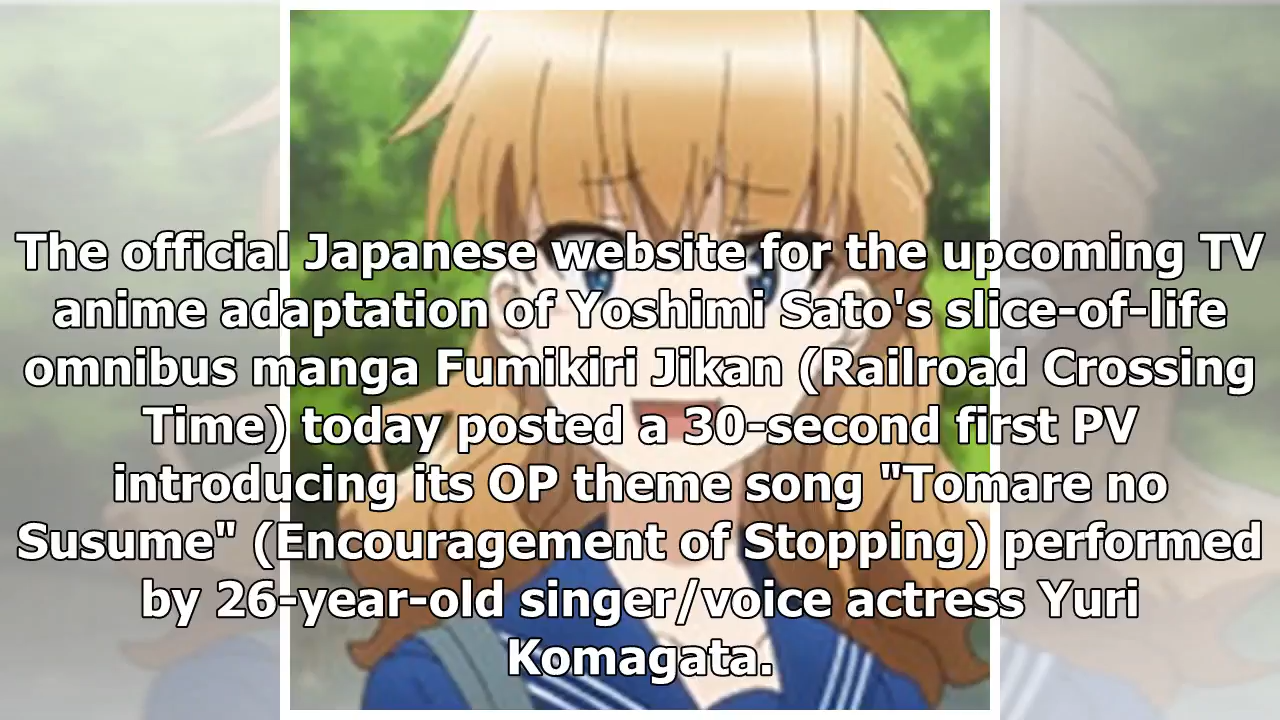 The official Japanese website for the upcoming TV
anime adaptation of Yoshimi Sato's slice-of-life
omnibus manga Fumikiri Jikan (Railroad Crossing
Time) today posted a 30-second first PV
introducing its OP theme song "Tomare no
Susume" (Encouragement of Stopping) performed
by 26-year-old singer/voice actress Yuri
Komagata.